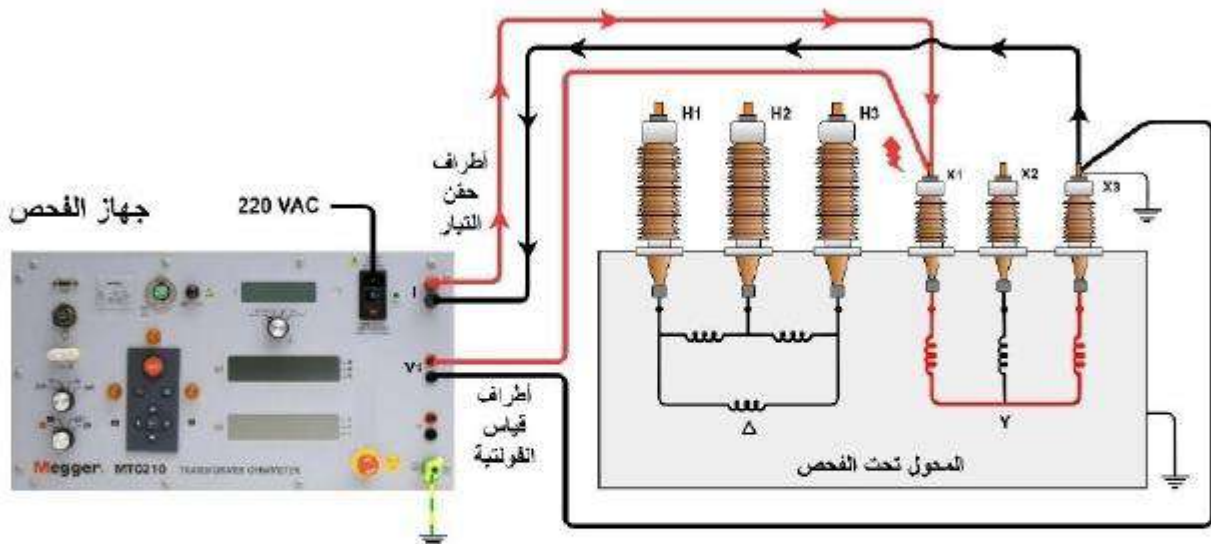 H1
H2
H3
أطراف
حقن
التيار
X1
X2
X3
220 VAC
جهاز الفحص
I
V1
أطراف
قياس
الفولتية
Δ
Y
المحول تحت الفحص
Megger. MTO210 TRANSFORMER OHMMETER